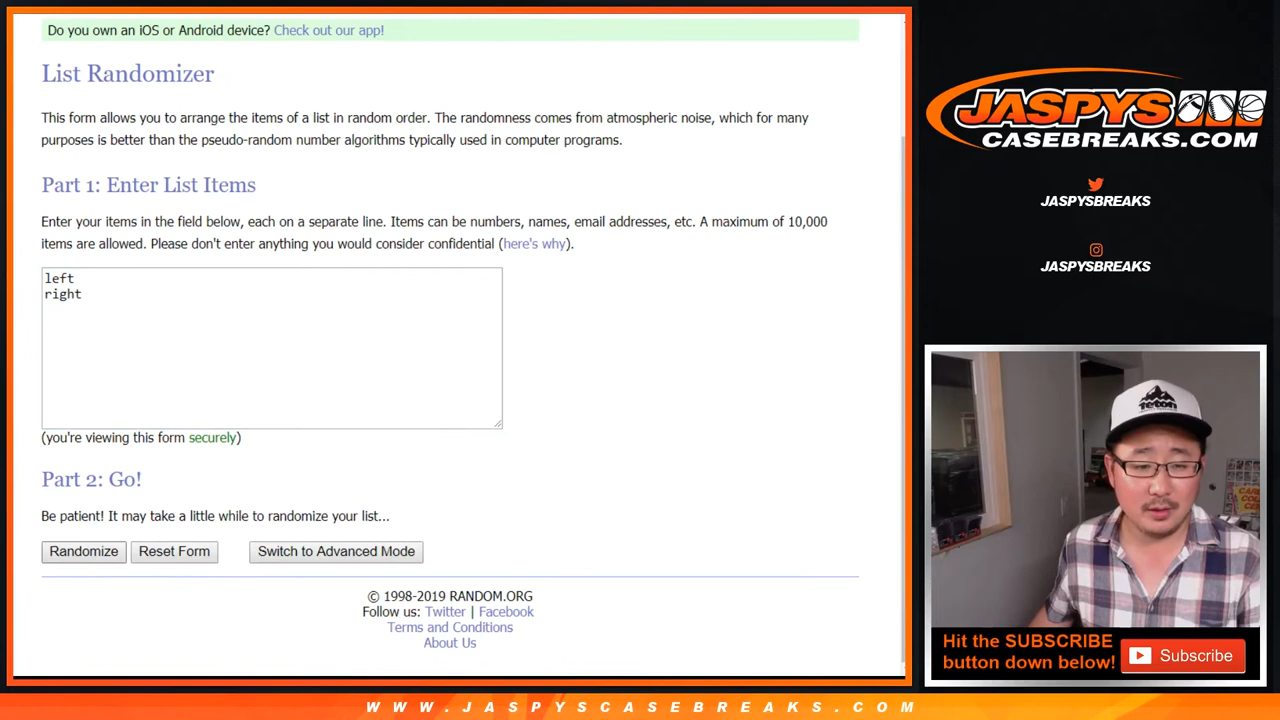 Do you own an iOS or Android device? Check out our app!
List Randomizer
This form allows you to arrange the items of a list in random order. The randomness comes from atmospheric noise, which for many
purposes is better than the pseudo-random number algorithms typically used in computer programs.
Part 1: Enter List Items
Enter your items in the field below, each on a separate line. Items can be numbers, names, email addresses, etc. A maximum of 10,000
items are allowed. Please don't enter anything you would consider confidential (here's why).
left
right
(you're viewing this form securely)
Part 2: Go!
Be patient! It may take a little while to randomize your list...
Randomize
Reset Form
Switch to Advanced Mode
© 1998-2019 RANDOM.ORG
Follow us: Twitter | Facebook
Terms and Conditions
About Us
JASPYS
CASEBREAKS.COM
JASPYSBREAKS
JASPYSBREAKS
Teton
Hit the SUBSCRIBE
button down below!
Subscribe
WWW.JASPYSCASEBREAKS.COM